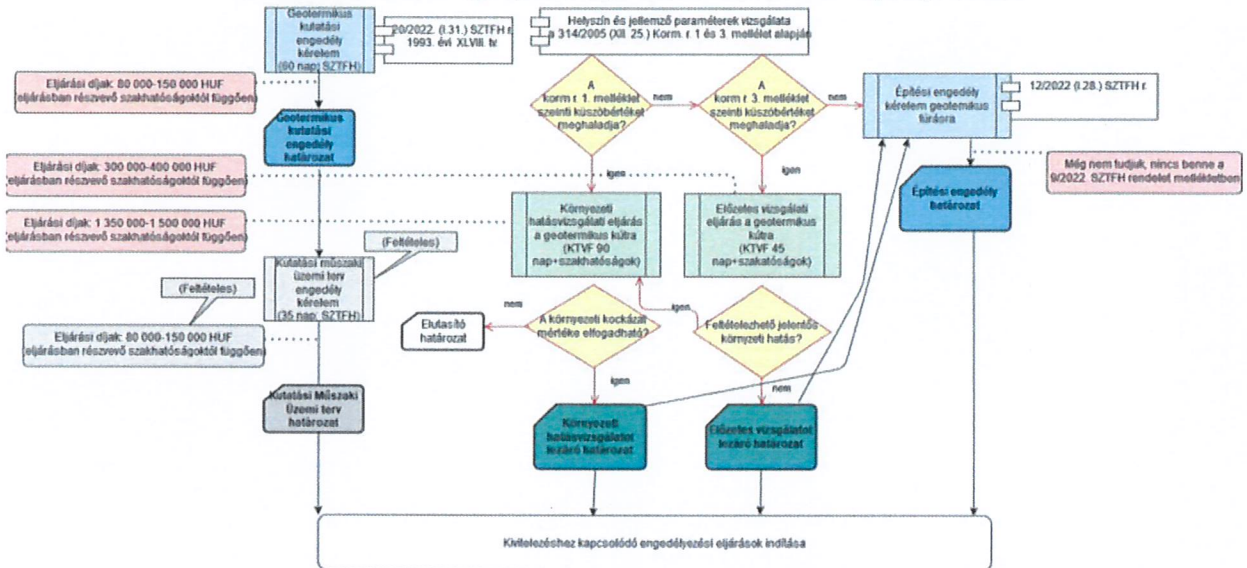 Geotermikus
kutatási
engedély
kérelem
(60 nap; SZTFH)
20/2022. (I.31.) SZTFH r.
1993. évi XLVIII. tv.
Helyszín és jellemző paraméterek vizsgálata
a 314/2005 (XII. 25.) Korm. r. 1 és 3. melléklet alapján
Eljárási díjak: 80 000-150 000 HUF
(eljárásban részvevő szakhatóságoktól függően)
A
korm r. 1. melléklet
szeinti küszöbértéket
meghaladja?
nem
A
korm r. 3. melléklet
szeinti küszöbértéket
meghaladja?
nem
Építési engedély
kérelem geotemikus
fúrásra
12/2022 (I.28.) SZTFH r.
Geotermikus
kutatási
engedély
határozat
Eljárási díjak: 300 000-400 000 HUF
(eljárásban részvevő szakhatóságoktól függően)
igen
igen
Még nem tudjuk, nincs benne a
9/2022. SZTFH rendelet mellékletben
Építési engedély
határozat
Eljárási díjak: 1 350 000-1 500 000 HUF
(eljárásban részvevő szakhatóságoktól függően)
Környezeti
hatásvizsgálati eljárás
a geotermikus kútra
(KTVF 90
nap+szakhatóságok)
Előzetes vizsgálati
eljárás a geotermikus
kútra
(KTVF 45
nap+szakatóságok)
(Feltételes)
Kutatási műszaki
üzemi terv
engedély
kérelem
(35 nap; SZTFH)
(Feltételes)
Eljárási díjak: 80 000-150 000 HUF
(eljárásban részvevő szakhatóságoktól függően)
nem
igen
Elutasító
határozat
A környezeti kockázat
mértéke elfogadható?
Feltételezhető jelentős
környzeti hatás?
igen
nem
Kutatási Műszaki
Üzemi terv
határozat
Környezeti
hatásvizsgálatot
lezáró határozat
Előzetes vizsgálatot
lezáró határozat
Kivitelezéshez kapcsolódó engedélyezési eljárások indítása